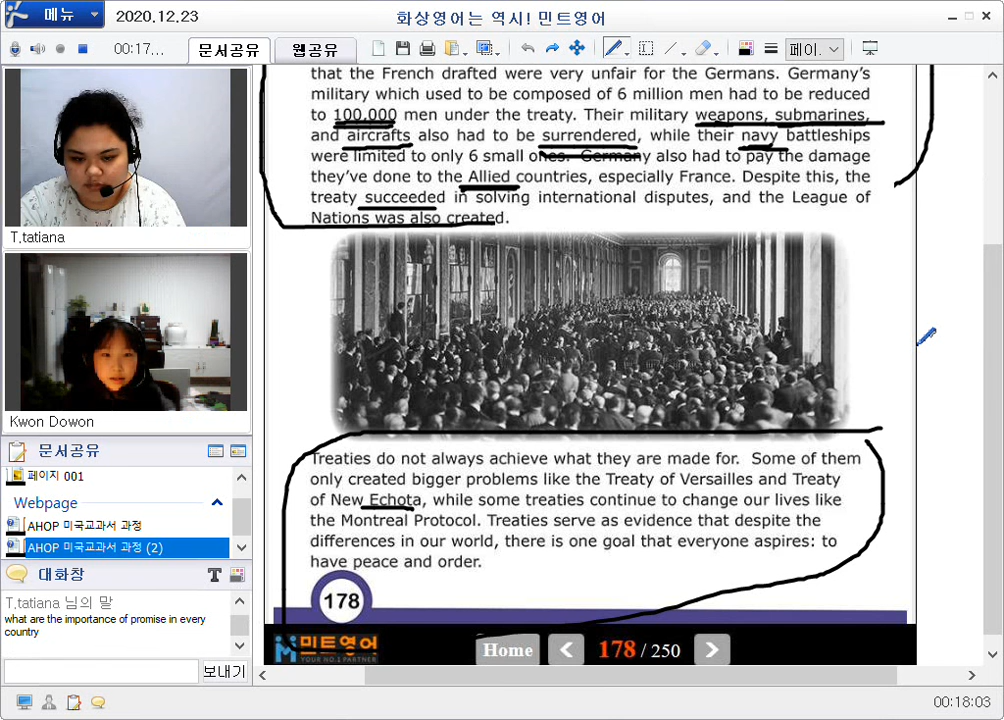 메뉴
2020.12.23
화상영어는 역시! 민트영어
00:17...
문서공유
웹공유
페이.
T.tatiana
Kwon Dowon
문서공유
페이지 001
Webpage
AHOP 미국교과서 과정
AHOP 미국교과서 과정 (2)
대화창
T.tatiana 님의 말
what are the importance of promise in every
country
보내기
that the French drafted were very unfair for the Germans. Germany's
military which used to be composed of 6 million men had to be reduced
to 100,000 men under the treaty. Their military weapons, submarines,
and aircrafts also had to be surrendered, while their navy battleships
were limited to only 6 small ones. Germany also had to pay the damage
they've done to the Allied countries, especially France. Despite this, the
treaty succeeded in solving international disputes, and the League of
Nations was also created.
Treaties do not always achieve what they are made for. Some of them
only created bigger problems like the Treaty of Versailles and Treaty
of New Echota, while some treaties continue to change our lives like
the Montreal Protocol. Treaties serve as evidence that despite the
differences in our world, there is one goal that everyone aspires: to
have peace and order.
178
민트영어
YOUR NO.1 PARTNER
Home
<
178 / 250
>
00:18:03